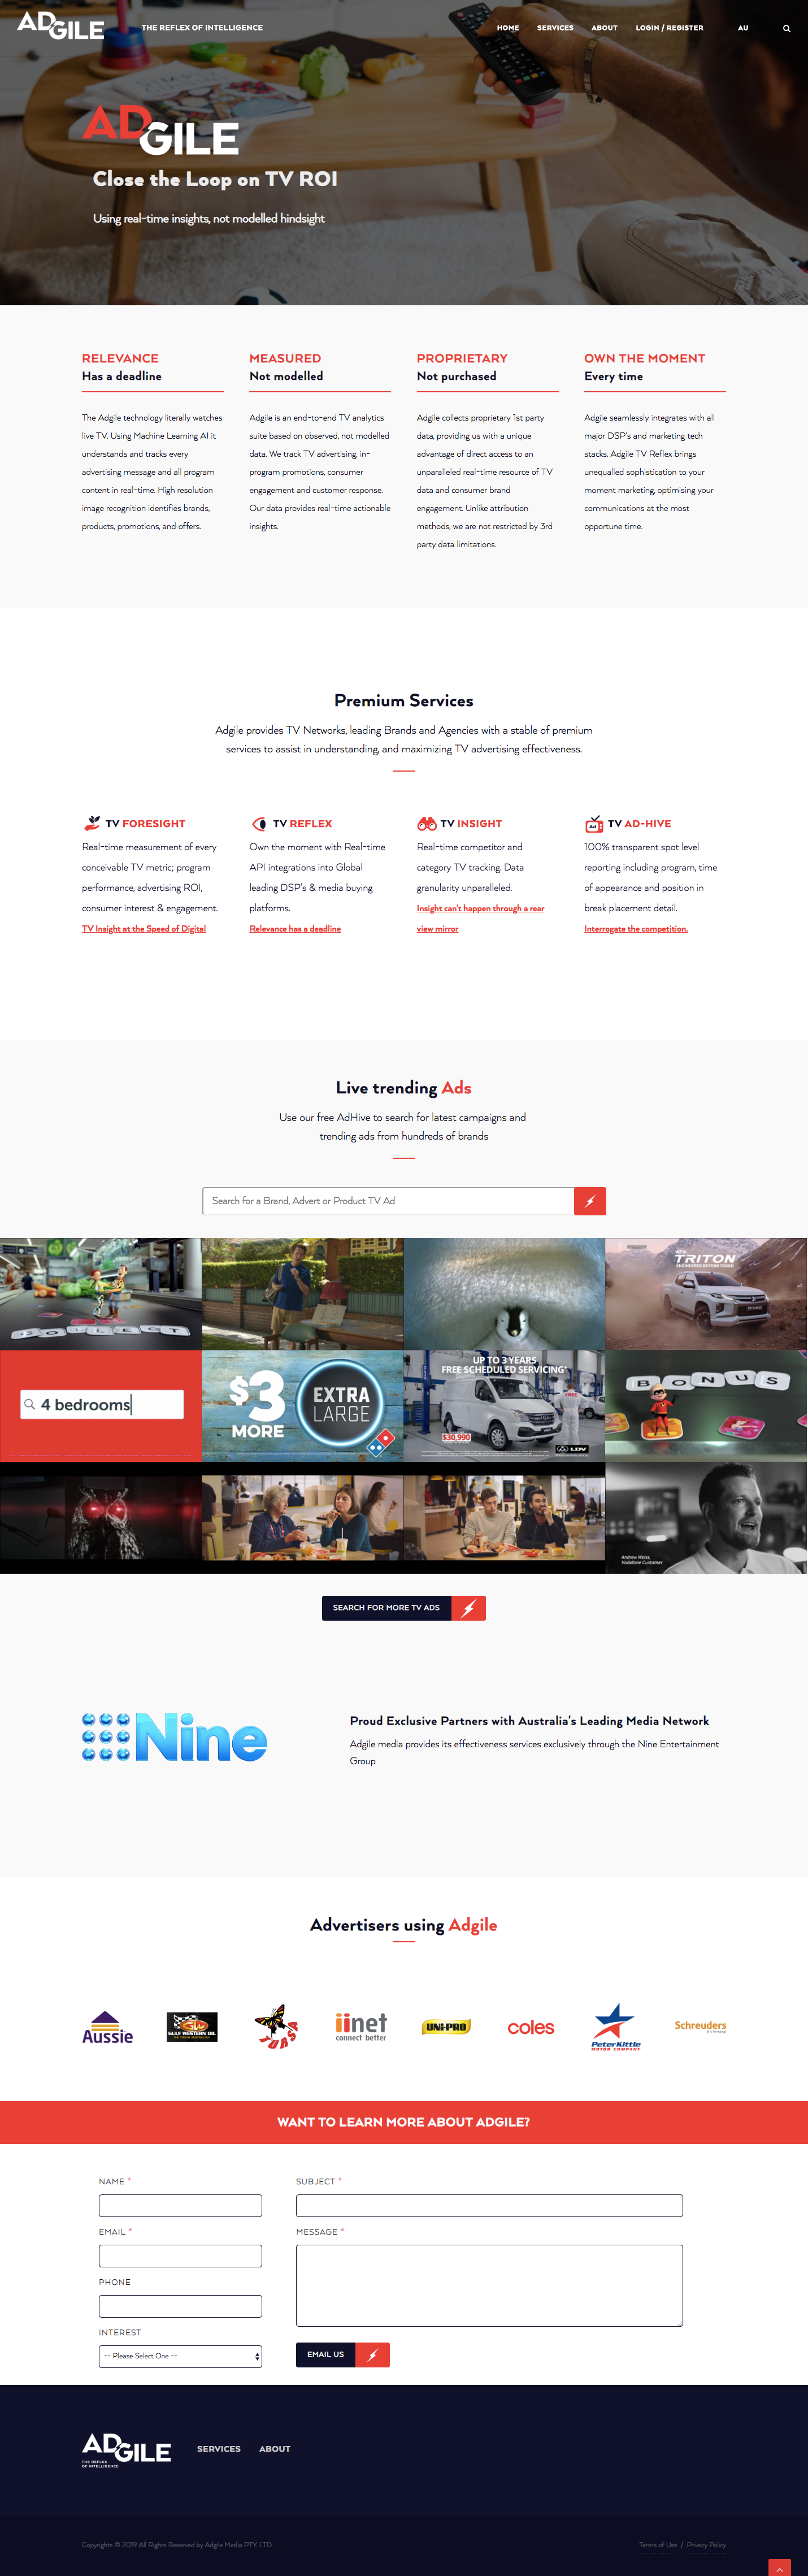 ADGILE
THE REFLEX OF INTELLIGENCE
HOME
SERVICES
ABOUT
LOGIN / REGISTER
AU
ADGILE
Close the Loop on TV ROI
Using real-time insights, not modelled hindsight
RELEVANCE
Has a deadline
The Adgile technology literally watches
live TV. Using Machine Learning AI it
understands and tracks every
advertising message and all program
content in real-time. High resolution
image recognition identifies brands,
products, promotions, and offers.
MEASURED
Not modelled
Adgile is an end-to-end TV analytics
suite based on observed, not modelled
data. We track TV advertising, in-
program promotions, consumer
engagement and customer response.
Our data provides real-time actionable
insights.
PROPRIETARY
Not purchased
Adgile collects proprietary 1st party
data, providing us with a unique
advantage of direct access to an
unparalleled real-time resource of TV
data and consumer brand
engagement. Unlike attribution
methods, we are not restricted by 3rd
party data limitations.
OWN THE MOMENT
Every time
Adgile seamlessly integrates with all
major DSP's and marketing tech
stacks. Adgile TV Reflex brings
unequalled sophistication to your
moment marketing, optimising your
communications at the most
opportune time.
Premium Services
Adgile provides TV Networks, leading Brands and Agencies with a stable of premium
services to assist in understanding, and maximizing TV advertising effectiveness.
TV FORESIGHT
Real-time measurement of every
conceivable TV metric; program
performance, advertising ROI,
consumer interest & engagement.
TV Insight at the Speed of Digital
TV REFLEX
Own the moment with Real-time
API integrations into Global
leading DSP's & media buying
platforms.
Relevance has a deadline
TV INSIGHT
Real-time competitor and
category TV tracking. Data
granularity unparalleled.
Insight can't happen through a rear
view mirror
Ad
TV AD-HIVE
100% transparent spot level
reporting including program, time
of appearance and position in
break placement detail.
Interrogate the competition.
Live trending Ads
Use our free AdHive to search for latest campaigns and
trending ads from hundreds of brands
Search for a Brand, Advert or Product TV Ad
NEW
TRITON
ENGINEERED BEYOND TOUGH
4 bedrooms
$3
MORE
EXTRA
LARGE
UP TO 3 YEARS
FREE SCHEDULED SERVICING*
FREE
$30,990
LDV
BONUS
Andrew Weiss,
Vodafone Customer
SEARCH FOR MORE TV ADS
Nine
Proud Exclusive Partners with Australia's Leading Media Network
Adgile media provides its effectiveness services exclusively through the Nine Entertainment
Group
Advertisers using Adgile
Aussie
GULF WESTERN OIL
iinet
connect better
UNI-PRO
coles
Peter Kittle
MOTOR COMPANY
Schreuders
WANT TO LEARN MORE ABOUT ADGILE?
NAME *
EMAIL *
PHONE
INTEREST
-- Please Select One --
SUBJECT *
MESSAGE *
EMAIL US
ADGILE
THE REFLEX
OF INTELLIGENCE
SERVICES
ABOUT
Copyrights © 2019 All Rights Reserved by Adgile Media PTY. LTD.
Terms of Use / Privacy Policy